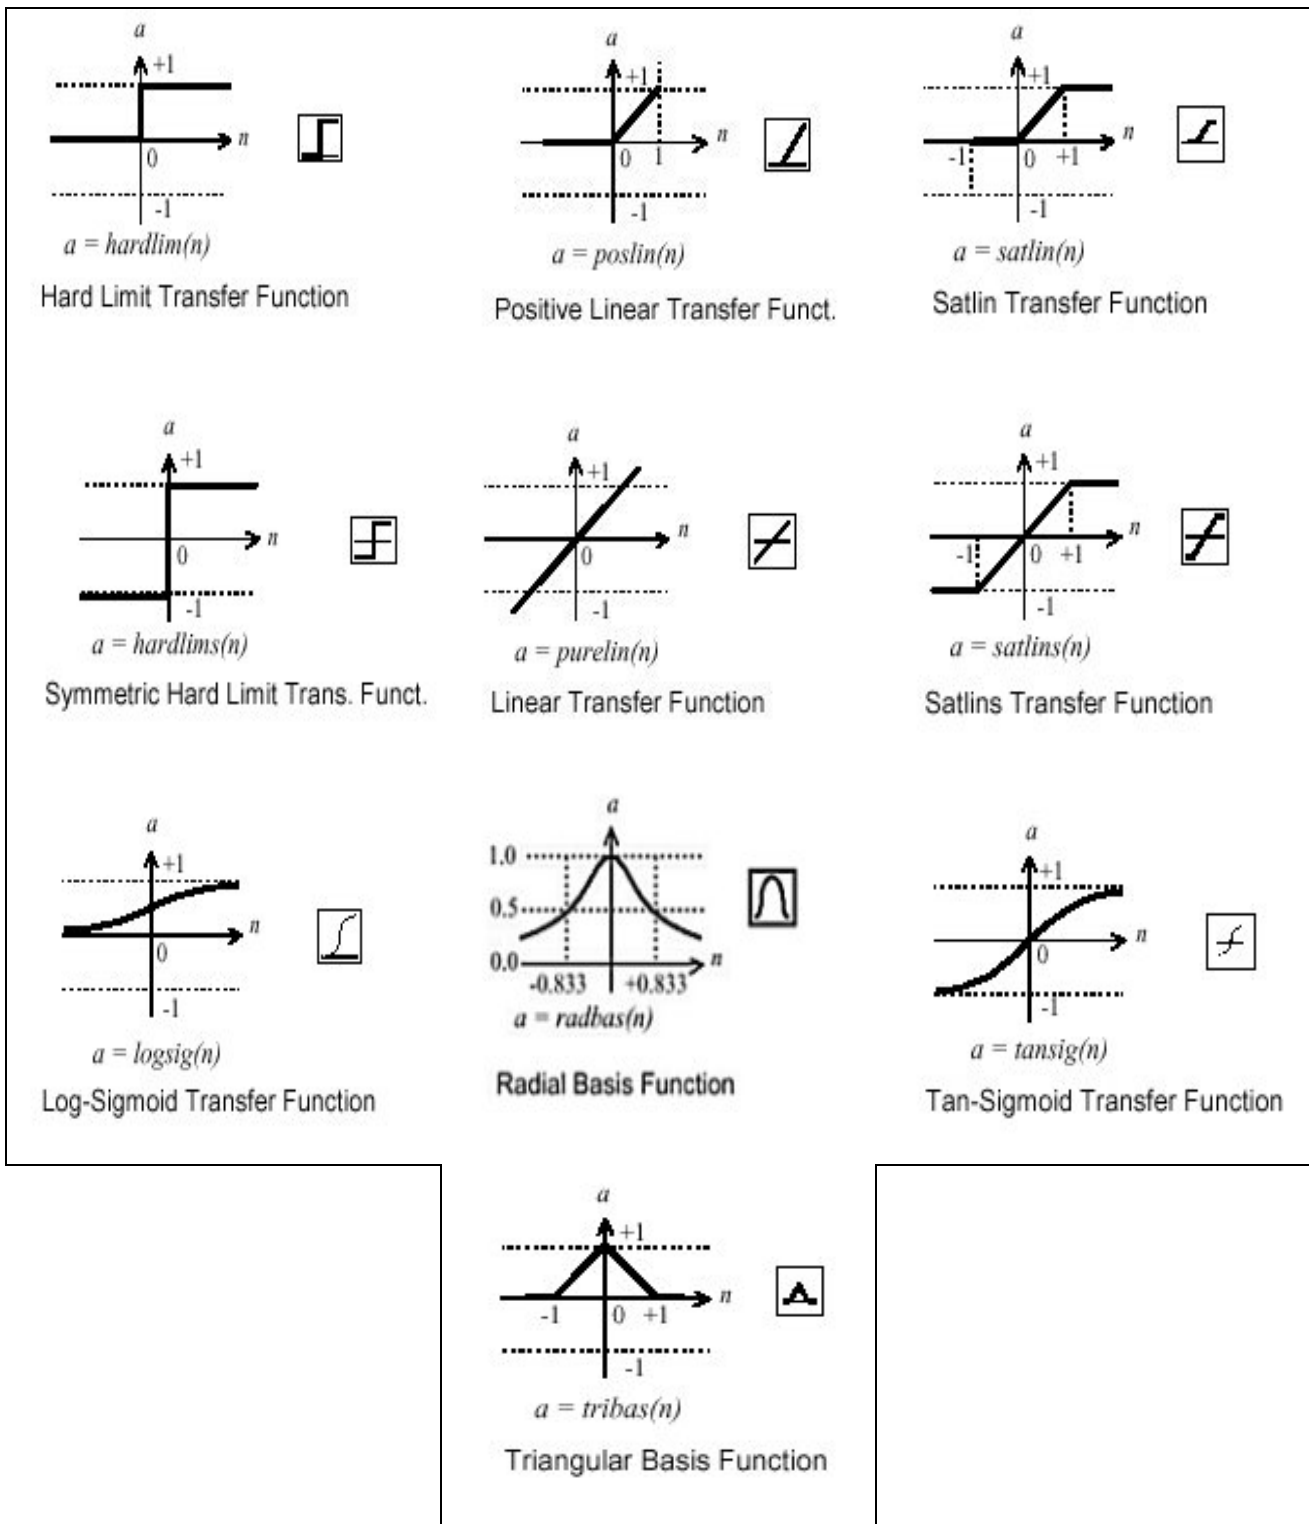 a
+1
n
0
-1
a = hardlim(n)
Hard Limit Transfer Function
a
+1
n
0 1
-1
a = poslin(n)
Positive Linear Transfer Funct.
a
+1
n
-1 0 +1
-1
a = satlin(n)
Satlin Transfer Function
a
+1
n
0
-1
a = hardlims(n)
Symmetric Hard Limit Trans. Funct.
a
+1
n
0
-1
a = purelin(n)
Linear Transfer Function
a
+1
n
-1 0 +1
-1
a = satlins(n)
Satlins Transfer Function
a
+1
n
0
-1
a = logsig(n)
Log-Sigmoid Transfer Function
a
1.0
0.5
0.0 n
-0.833 +0.833
a = radbas(n)
Radial Basis Function
a
+1
n
0
-1
a = tansig(n)
Tan-Sigmoid Transfer Function
a
+1
n
-1 0 +1
-1
a = tribas(n)
Triangular Basis Function